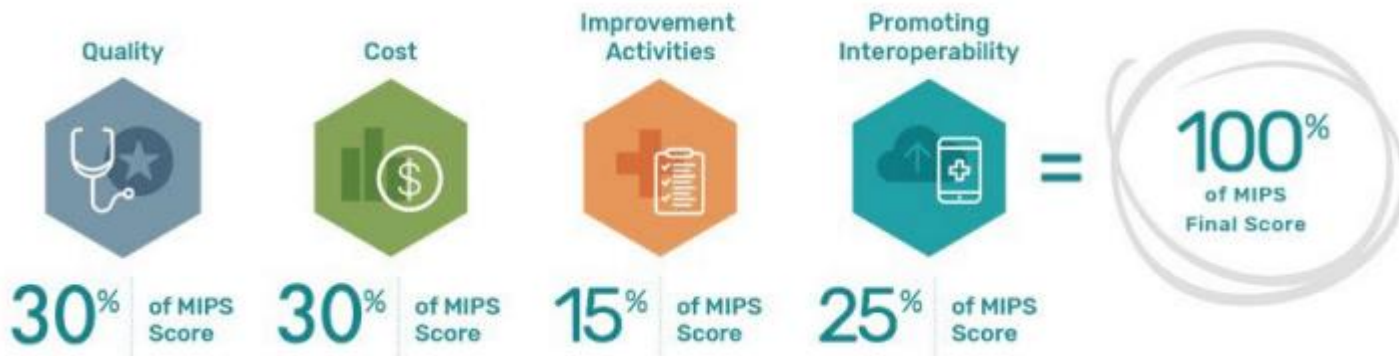 Quality
Cost
Improvement
Activities
Promoting
Interoperability
$
=
100%
of MIPS
Final Score
30%
of MIPS
Score
30%
of MIPS
Score
15%
of MIPS
Score
25%
of MIPS
Score